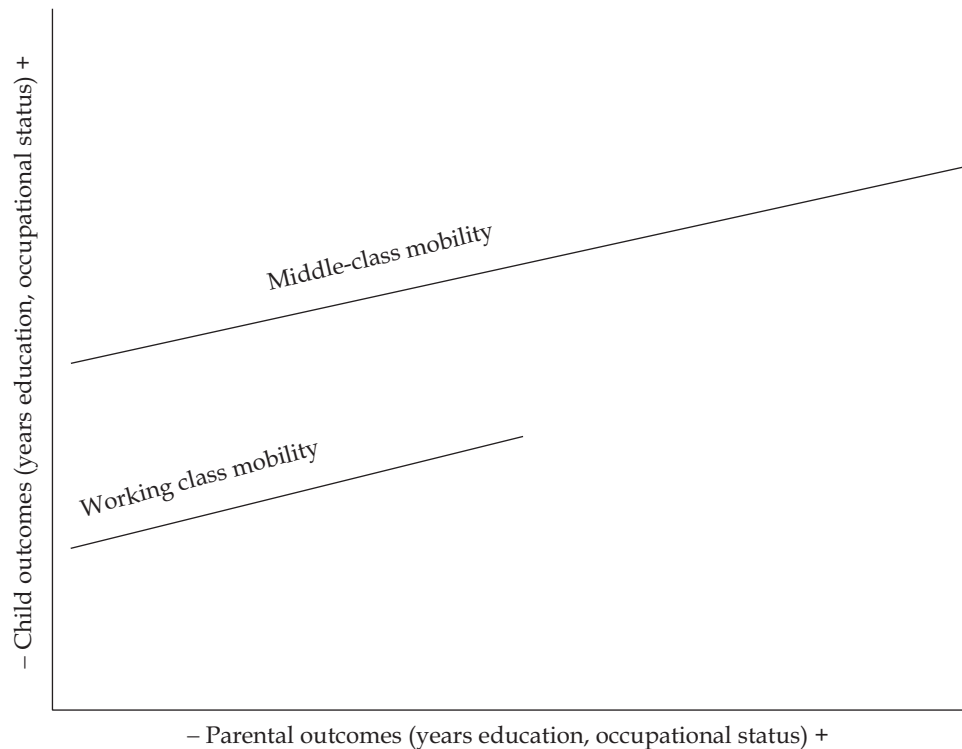 – Child outcomes (years education, occupational status) +
Middle-class mobility
Working class mobility
– Parental outcomes (years education, occupational status) +